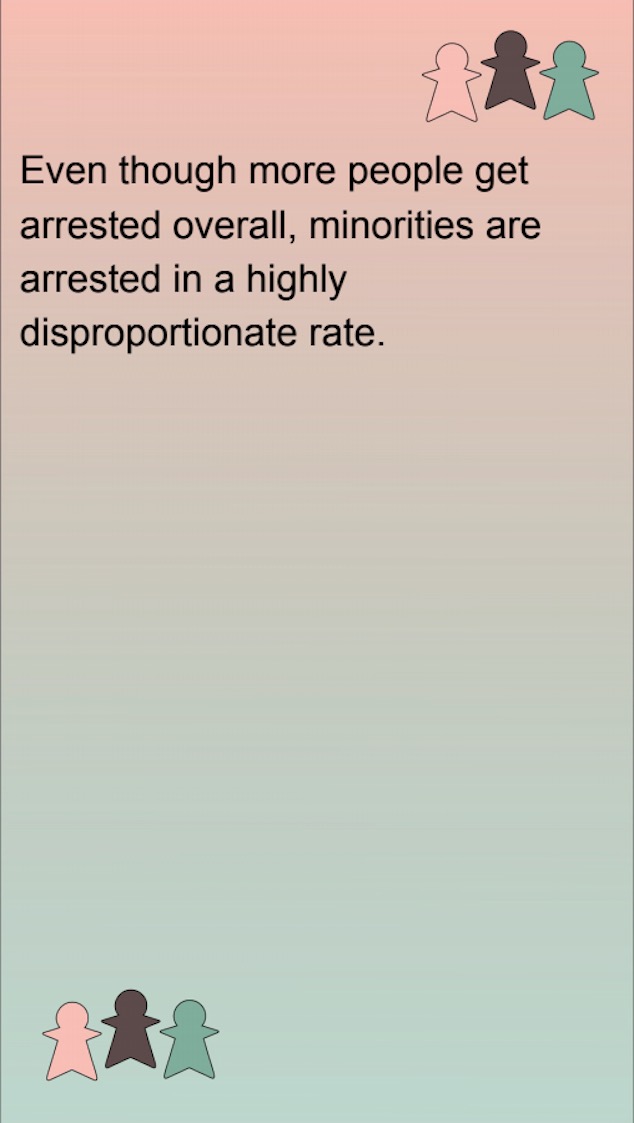 Even though more people get
arrested overall, minorities are
arrested in a highly
disproportionate rate.